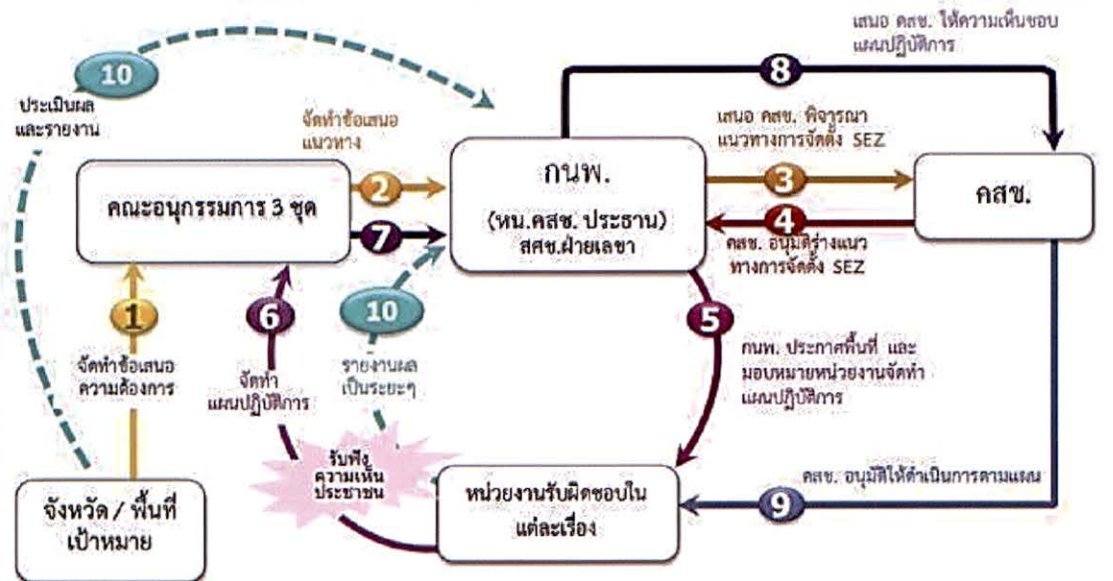 เสนอ คสช. ให้ความเห็นชอบ
แผนปฏิบัติการ
8
10
ประเมินผล
และรายงาน
จัดทำข้อเสนอ
แนวทาง
เสนอ คสช. พิจารณา
แนวทางการจัดตั้ง SEZ
คณะอนุกรรมการ 3 ชุด
2
7
กนพ.
(หน.คสช. ประธาน)
สศช.ฝ่ายเลขา
3
4
คสช.
คสช. อนุมัติร่างแนว
ทางการจัดตั้ง SEZ
1
6
10
5
จัดทำข้อเสนอ
ความต้องการ
จัดทำ
แผนปฏิบัติการ
รายงานผล
เป็นระยะๆ
กนพ. ประกาศพื้นที่ และ
มอบหมายหน่วยงานจัดทำ
แผนปฏิบัติการ
รับฟัง
ความเห็น
ประชาชน
จังหวัด / พื้นที่
เป้าหมาย
หน่วยงานรับผิดชอบใน
แต่ละเรื่อง
คสช. อนุมัติให้ดำเนินการตามแผน
9